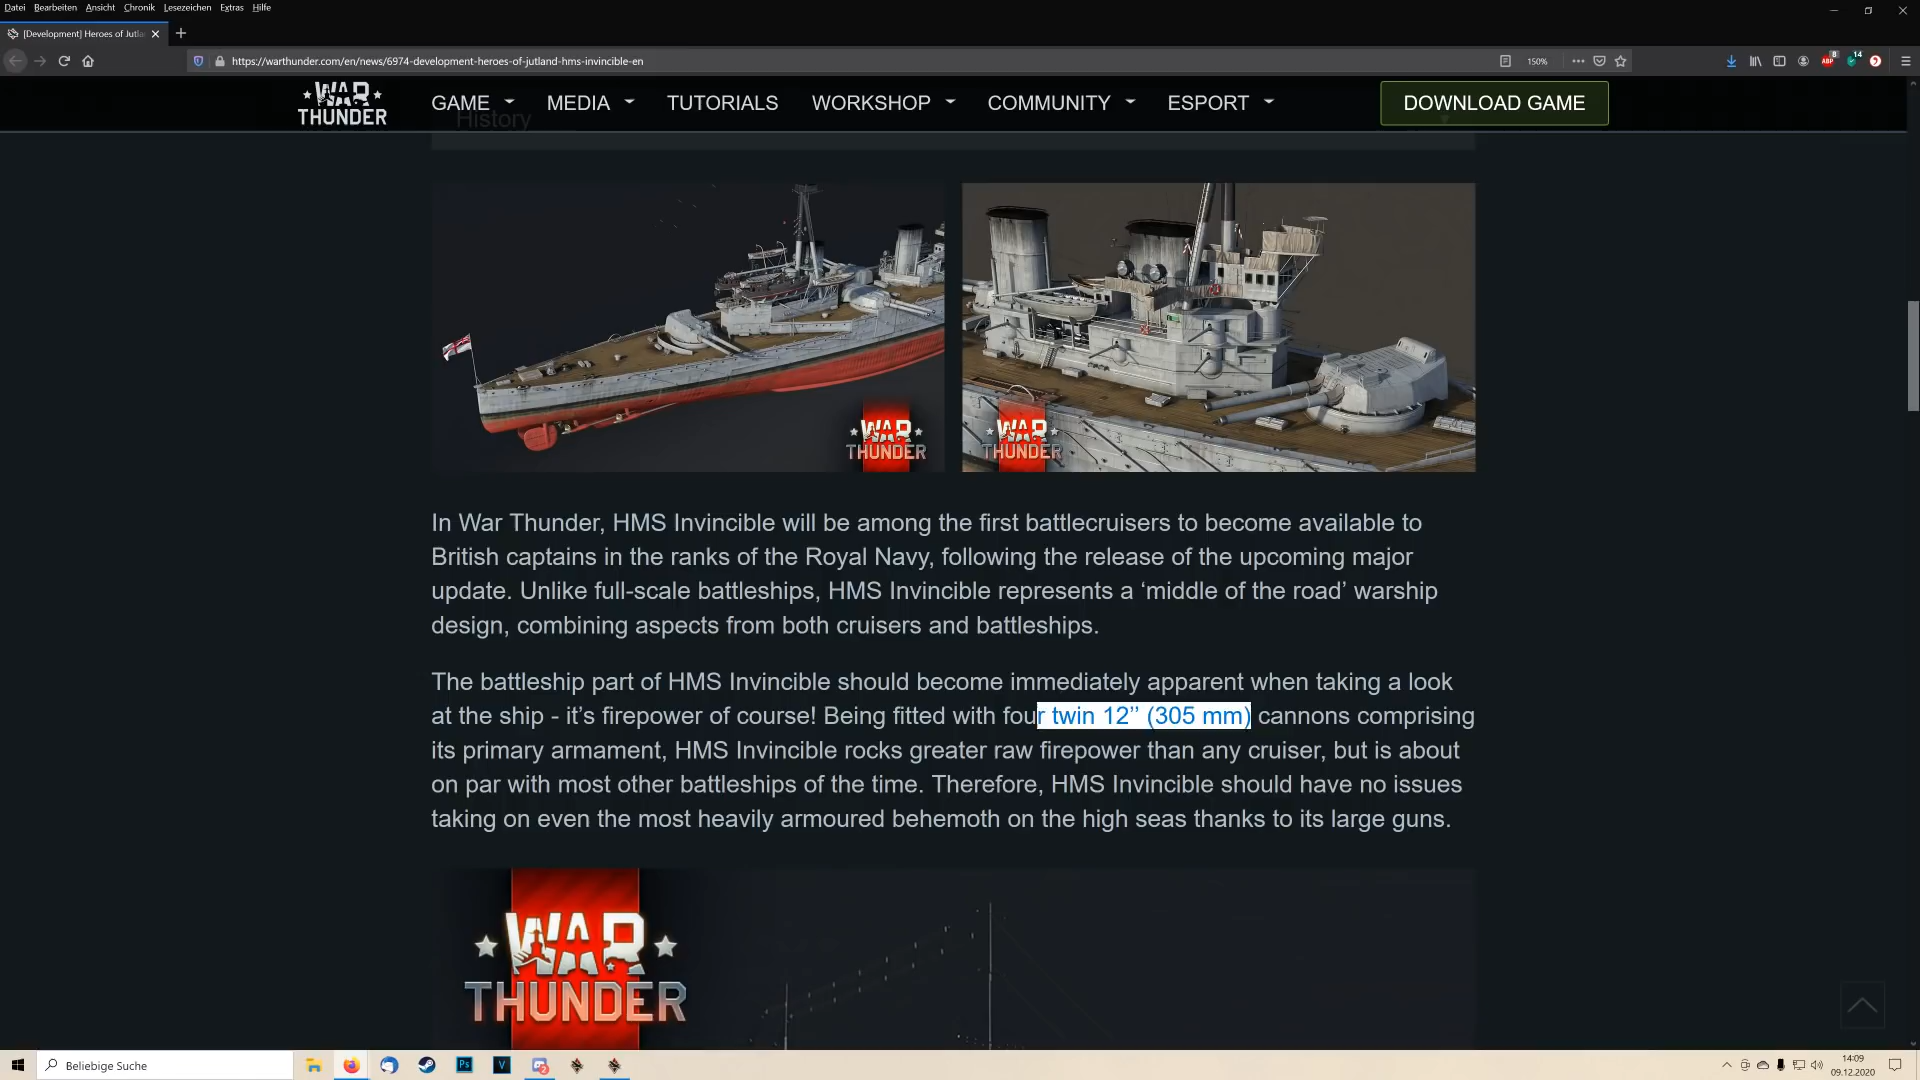 Datei Bearbeiten Ansicht Chronik Lesezeichen Extras Hilfe
[Development] Heroes of Jutla
https://warthunder.com/en/news/6974-development-heroes-of-jutland-hms-invincible-en
150%
ABP
8
14
WAR THUNDER
GAME MEDIA TUTORIALS WORKSHOP COMMUNITY ESPORT DOWNLOAD GAME
History
WAR THUNDER
WAR THUNDER
In War Thunder, HMS Invincible will be among the first battlecruisers to become available to
British captains in the ranks of the Royal Navy, following the release of the upcoming major
update. Unlike full-scale battleships, HMS Invincible represents a ‘middle of the road’ warship
design, combining aspects from both cruisers and battleships.
The battleship part of HMS Invincible should become immediately apparent when taking a look
at the ship - it’s firepower of course! Being fitted with four twin 12’’ (305 mm) cannons comprising
its primary armament, HMS Invincible rocks greater raw firepower than any cruiser, but is about
on par with most other battleships of the time. Therefore, HMS Invincible should have no issues
taking on even the most heavily armoured behemoth on the high seas thanks to its large guns.
WAR
THUNDER
Beliebige Suche
Ps
V
2
14:09
09.12.2020